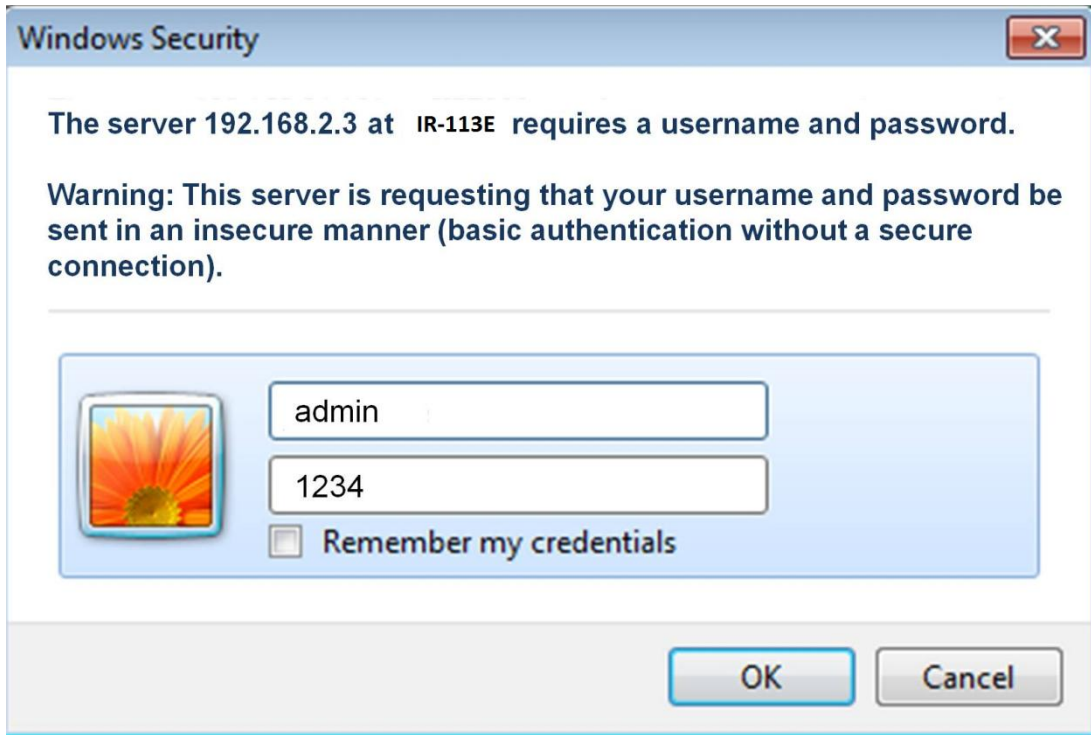 Windows Security
The server 192.168.2.3 at IR-113E requires a username and password.
Warning: This server is requesting that your username and password be
sent in an insecure manner (basic authentication without a secure
connection).
admin
1234
Remember my credentials
OK Cancel